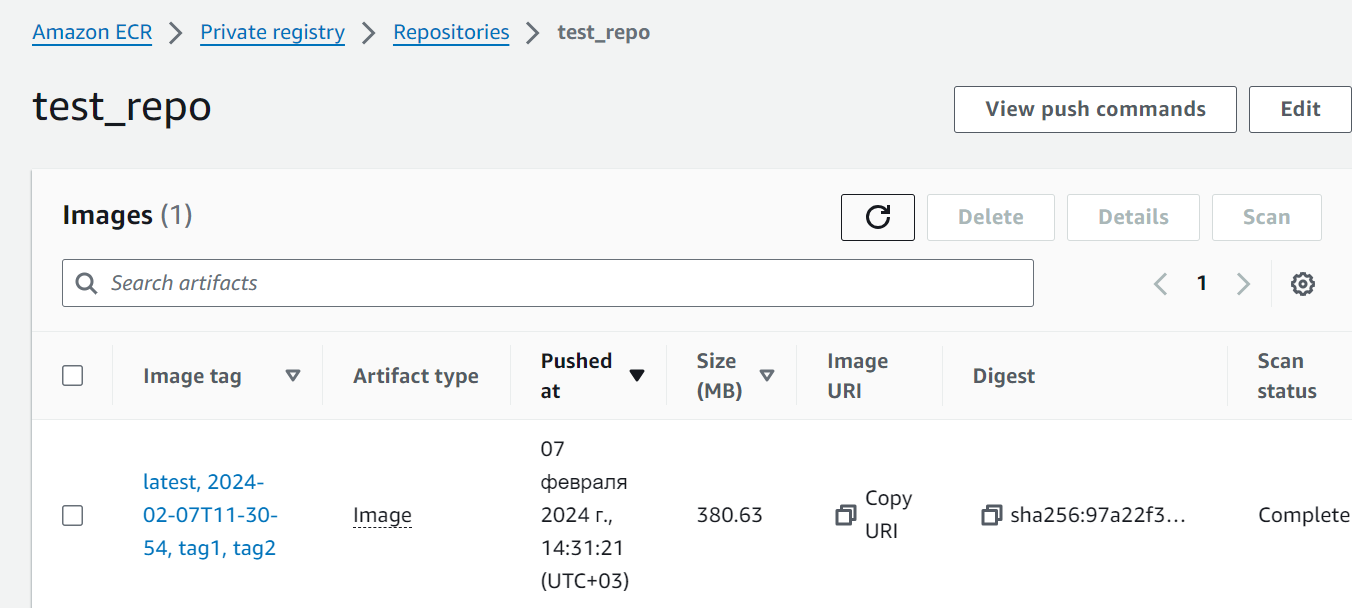 Amazon ECR > Private registry > Repositories > test_repo
test_repo
View push commands
Edit
Images (1)
Delete
Details
Scan
Search artifacts
1
Image tag
Artifact type
Pushed
at
Size
(MB)
Image
URI
Digest
Scan
status
latest, 2024-
02-07T11-30-
54, tag1, tag2
Image
07
февраля
2024 г.,
14:31:21
(UTC+03)
380.63
Copy
URI
sha256:97a22f3...
Complete